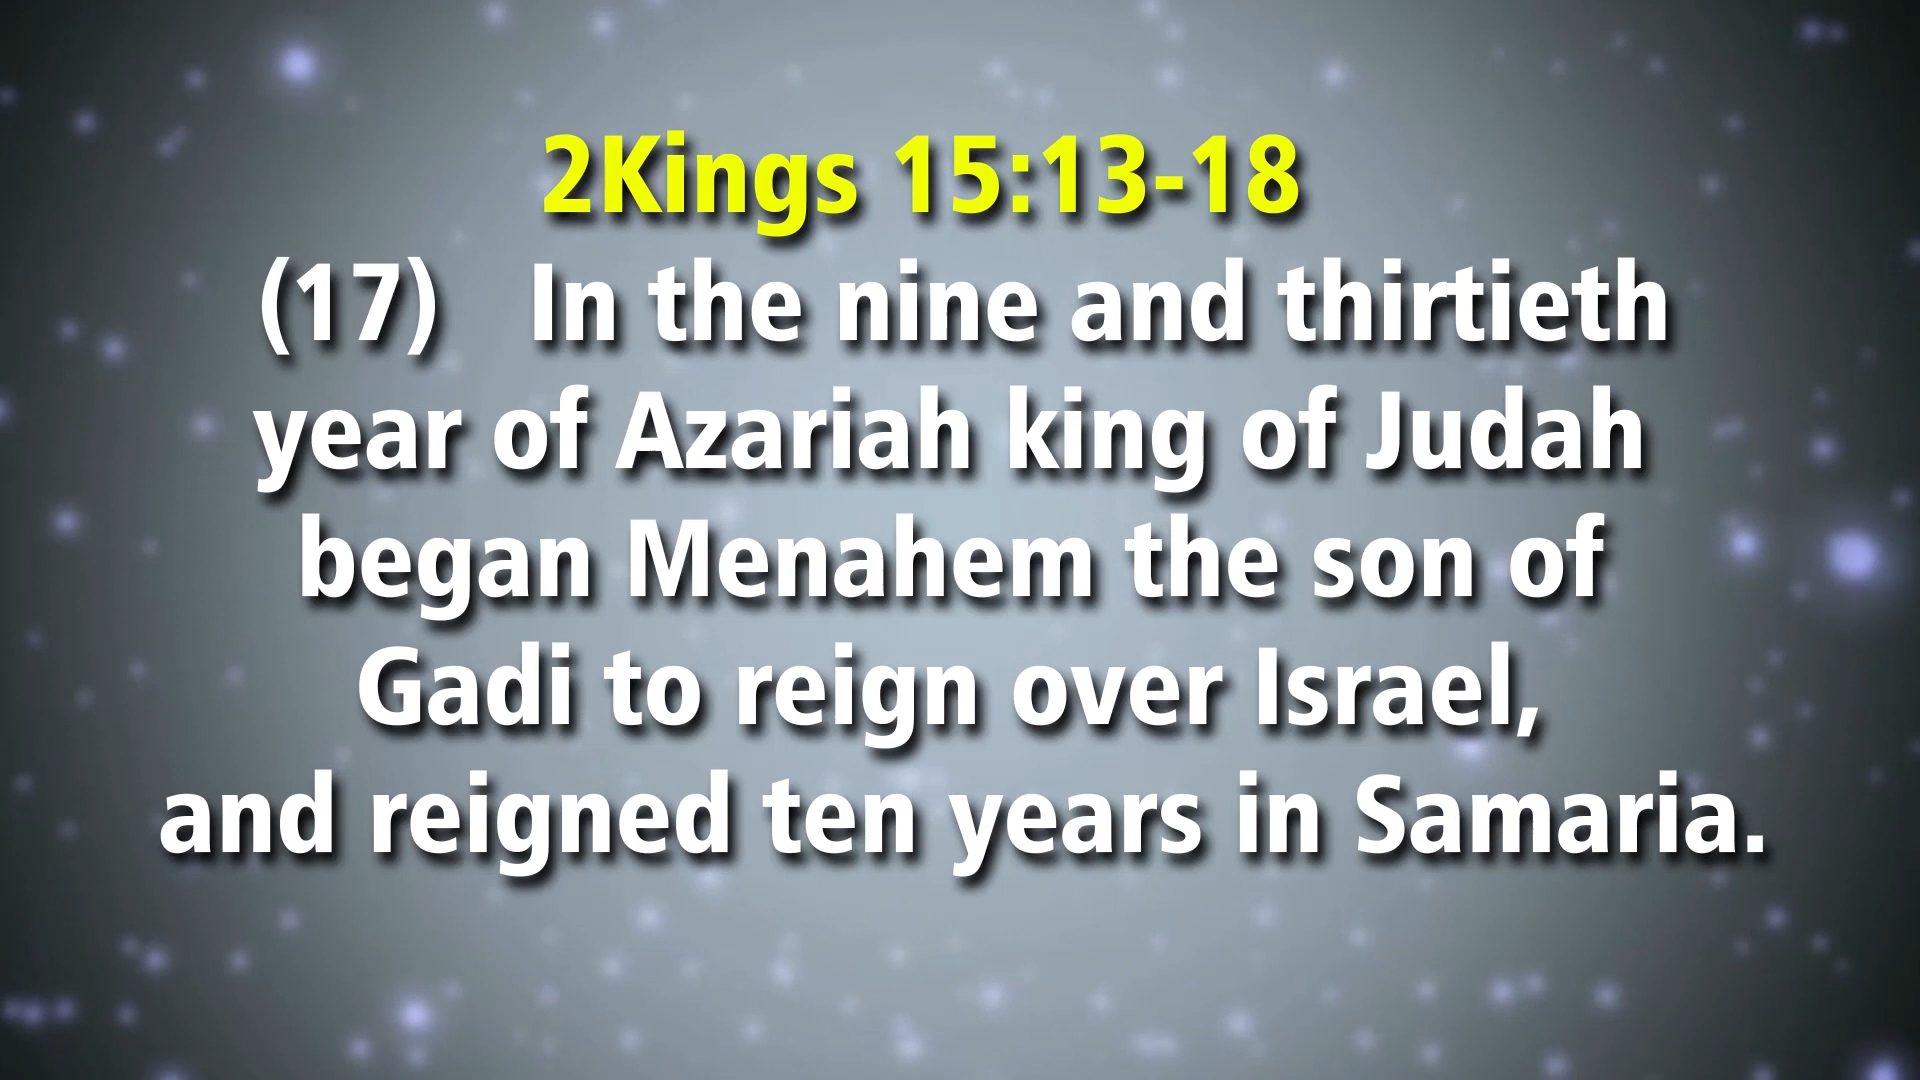 2Kings 15:13-18
(17) In the nine and thirtieth
year of Azariah king of Judah
began Menahem the son of
Gadi to reign over Israel,
and reigned ten years in Samaria.